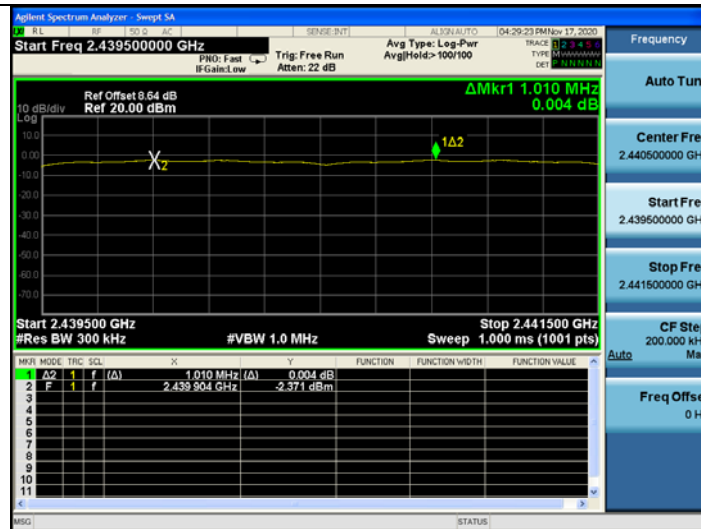 Agilent Spectrum Analyzer - Swept SA
RL RF 50 Ω AC SENSE:INT ALIGNAUTO 04:29:23 PM Nov 17, 2020
Start Freq 2.439500000 GHz
PNO: Fast
IFGain:Low
Trig: Free Run
Atten: 22 dB
Avg Type: Log-Pwr
Avg|Hold:> 100/100
TRACE 1 2 3 4 5 6
TYPE MWWWWW
DET P N N N N N
ΔMkr1 1.010 MHz
0.004 dB
Ref Offset 8.64 dB
10 dB/div Ref 20.00 dBm
Log
10.0
0.00
-10.0
-20.0
-30.0
-40.0
-50.0
-60.0
-70.0
2
1Δ2
Start 2.439500 GHz Stop 2.441500 GHz
#Res BW 300 kHz #VBW 1.0 MHz Sweep 1.000 ms (1001 pts)
MKR MODE TRC SCL X Y FUNCTION FUNCTION WIDTH FUNCTION VALUE
1 Δ2 1 f (Δ) 1.010 MHz (Δ) 0.004 dB
2 F 1 f 2.439 904 GHz -2.371 dBm
3
4
5
6
7
8
9
10
11
MSG STATUS
Frequency
Auto Tun
Center Fre
2.440500000 GH
Start Fre
2.439500000 GH
Stop Fre
2.441500000 GH
CF Ste
200.000 kH
Auto Ma
Freq Offse
0 H